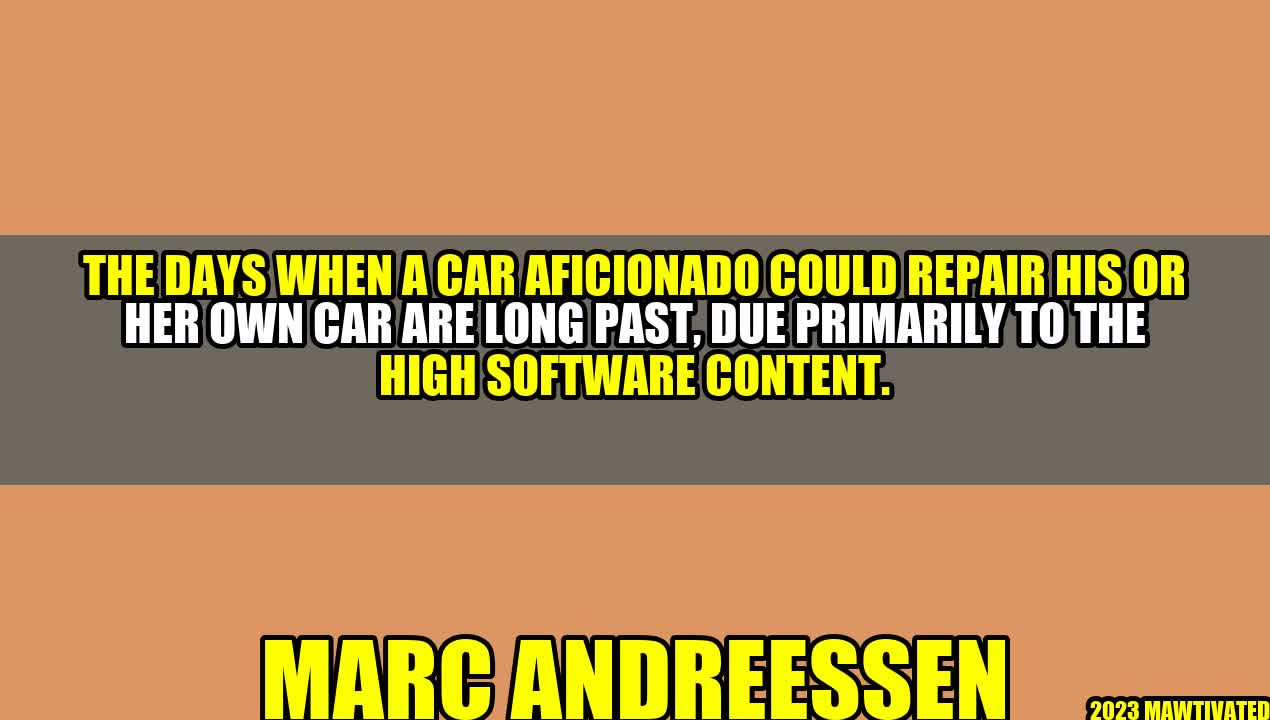 THE DAYS WHEN A CAR AFICIONADO COULD REPAIR HIS OR
HER OWN CAR ARE LONG PAST, DUE PRIMARILY TO THE
HIGH SOFTWARE CONTENT.
MARC ANDREESSEN
2023 MAWTIVATED